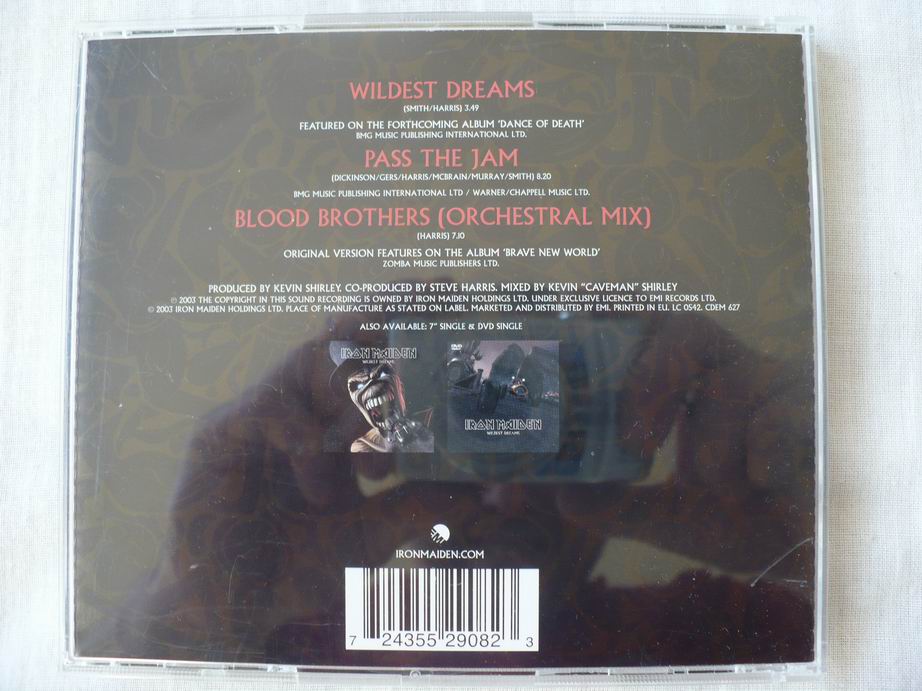 WILDEST DREAMS
(SMITH/HARRIS) 3.49
FEATURED ON THE FORTHCOMING ALBUM 'DANCE OF DEATH'
BMG MUSIC PUBLISHING INTERNATIONAL LTD.
PASS THE JAM
(DICKINSON/GERS/HARRIS/MCBRAIN/MURRAY/SMITH) 8.20
BMG MUSIC PUBLISHING INTERNATIONAL LTD / WARNER/CHAPPELL MUSIC LTD.
BLOOD BROTHERS (ORCHESTRAL MIX)
(HARRIS) 7.10
ORIGINAL VERSION FEATURES ON THE ALBUM 'BRAVE NEW WORLD'
ZOMBA MUSIC PUBLISHERS LTD.
PRODUCED BY KEVIN SHIRLEY. CO-PRODUCED BY STEVE HARRIS. MIXED BY KEVIN "CAVEMAN" SHIRLEY
℗ 2003 THE COPYRIGHT IN THIS SOUND RECORDING IS OWNED BY IRON MAIDEN HOLDINGS LTD. UNDER EXCLUSIVE LICENCE TO EMI RECORDS LTD.
© 2003 IRON MAIDEN HOLDINGS LTD. PLACE OF MANUFACTURE AS STATED ON LABEL. MARKETED AND DISTRIBUTED BY EMI. PRINTED IN EU. LC 0542. CDEM 627
ALSO AVAILABLE: 7" SINGLE & DVD SINGLE
IRON MAIDEN
WILDEST DREAMS
DVD
IRON MAIDEN
WILDEST DREAMS
EMI
IRONMAIDEN.COM
7 24355 29082 3